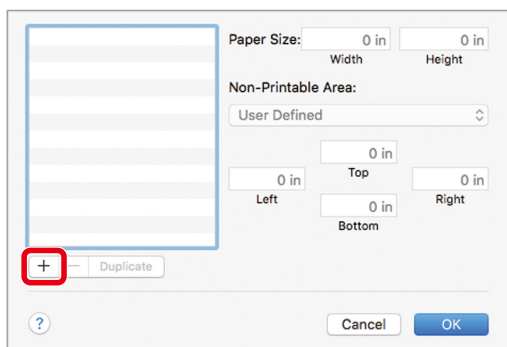 Paper Size: 0 in 0 in
Width Height
Non-Printable Area:
User Defined
0 in
Top
0 in 0 in
Left Right
0 in
Bottom
+ − Duplicate
? Cancel OK